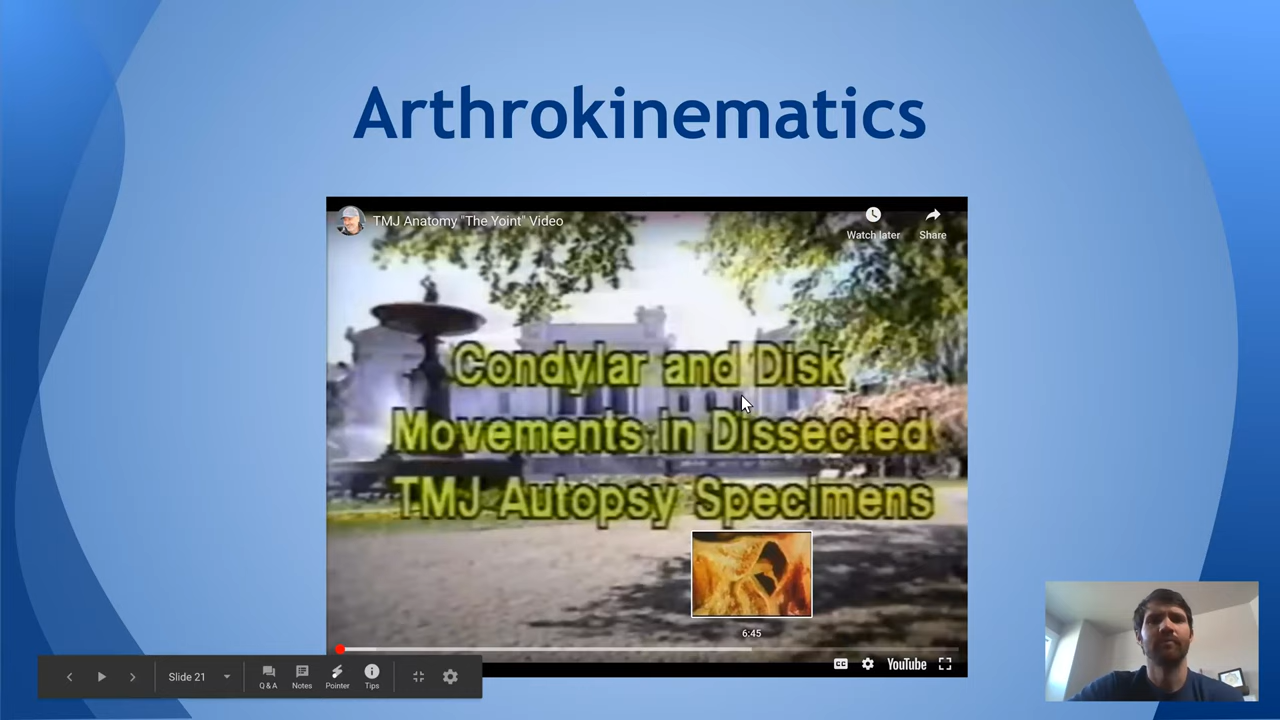 Arthrokinematics
TMJ Anatomy "The Yoint" Video
Watch later
Share
Condylar and Disk
Movements in Dissected
TMJ Autopsy Specimens
6:45
YouTube
Slide 21
Q & A
Notes
Pointer
Tips